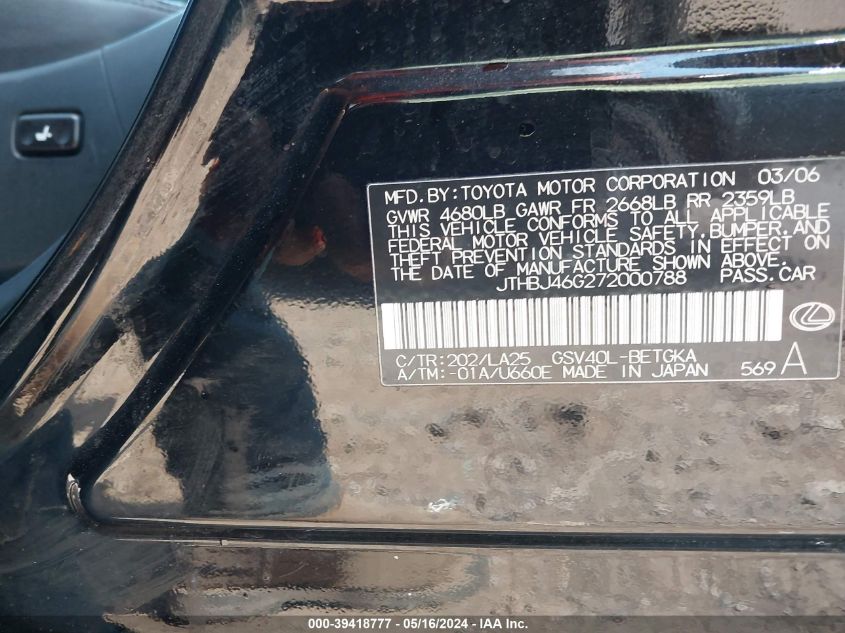 MFD. BY: TOYOTA MOTOR CORPORATION 03/06
GVWR 4680LB GAWR FR 2668LB RR 2359LB
THIS VEHICLE CONFORMS TO ALL APPLICABLE
FEDERAL MOTOR VEHICLE SAFETY, BUMPER, AND
THEFT PREVENTION STANDARDS IN EFFECT ON
THE DATE OF MANUFACTURE SHOWN ABOVE.
JTHBJ46G272000788 PASS. CAR
C/TR: 202/LA25 GSV40L-BETGKA
A/TM: -01A/U660E MADE IN JAPAN 569 A
000-39418777 - 05/16/2024 - IAA Inc.